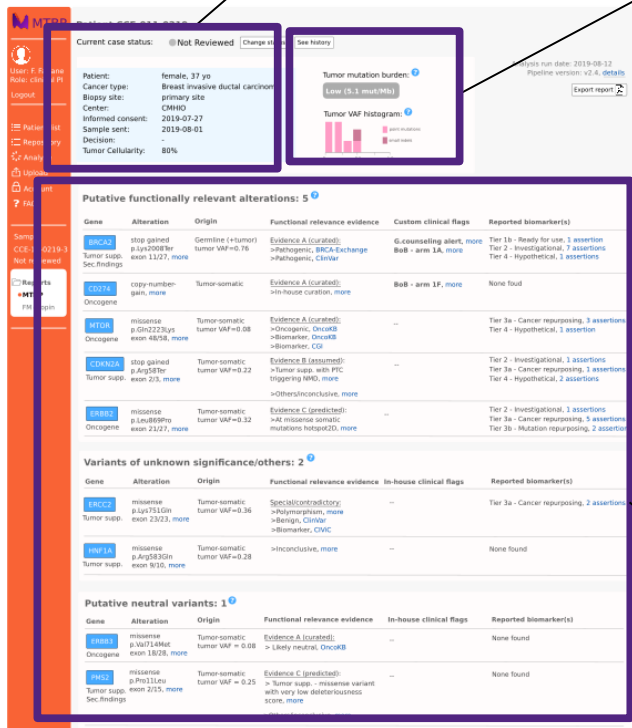 MTBP
Current case status: Not Reviewed Change status See history
Analysis run date: 2019-08-12
Pipeline version: v2.4, details
Export report
Role: clinical PI
Logout
Patient list
Repository
Upload
Account
Patient: female, 37 yo
Cancer type: Breast invasive ductal carcinom
Biopsy site: primary site
Center: CMHIO
Informed consent: 2019-07-27
Sample sent: 2019-08-01
Decision: -
Tumor Cellularity: 80%
Tumor mutation burden: ?
Low (5.1 mut/Mb)
Tumor VAF histogram: ?
Not reviewed
Reports
MTBP
Putative functionally relevant alterations: 5 ?
Gene Alteration Origin Functional relevance evidence Custom clinical flags Reported biomarker(s)
BRCA2 stop gained Germline (+tumor) Evidence A (curated): G.counseling alert, more Tier 1b - Ready for use, 1 assertion
p.Lys2008Ter tumor VAF=0.76 >Pathogenic, BRCA-Exchange BoB - arm 1A, more Tier 2 - Investigational, 7 assertions
Tumor supp. exon 11/27, more >Pathogenic, ClinVar Tier 4 - Hypothetical, 1 assertion
Sec.findings
CD274 copy-number- Tumor-somatic Evidence A (curated): BoB - arm 1F, more None found
gain, more >In-house curation, more
Oncogene
MTOR missense Tumor-somatic Evidence A (curated): -- Tier 3a - Cancer repurposing, 3 assertions
p.Gln2223Lys tumor VAF=0.08 >Oncogenic, OncoKB Tier 4 - Hypothetical, 1 assertion
Oncogene exon 48/58, more >Biomarker, OncoKB
>Biomarker, CGI
CDKN2A stop gained Tumor-somatic Evidence B (assumed): -- Tier 2 - Investigational, 1 assertions
p.Arg58Ter tumor VAF=0.22 >Tumor supp. with PTC Tier 3a - Cancer repurposing, 1 assertions
Tumor supp. exon 2/3, more triggering NMD, more Tier 4 - Hypothetical, 2 assertions
>Others/inconclusive, more
ERBB2 missense Tumor-somatic Evidence C (predicted): Tier 2 - Investigational, 1 assertions
p.Leu869Pro tumor VAF=0.32 >At missense somatic -- Tier 3a - Cancer repurposing, 5 assertions
Oncogene exon 21/27, more mutations hotspot2D, more Tier 3b - Mutation repurposing, 2 assertion
Variants of unknown significance/others: 2 ?
Gene Alteration Origin Functional relevance evidence In-house clinical flags Reported biomarker(s)
ERCC2 missense Tumor-somatic Special/contradictory: -- Tier 3a - Cancer repurposing, 2 assertions
p.Lys751Gln tumor VAF=0.36 >Polymorphism, more
Tumor supp. exon 23/23, more >Benign, ClinVar
>Biomarker, CIViC
HNF1A missense Tumor-somatic >Inconclusive, more -- None found
p.Arg583Gln tumor VAF=0.28
Tumor supp. exon 9/10, more
Putative neutral variants: 1 ?
Gene Alteration Origin Functional relevance evidence In-house clinical flags Reported biomarker(s)
ERBB3 missense Tumor-somatic Evidence A (curated): -- None found
p.Val714Met tumor VAF = 0.08 > Likely neutral, OncoKB
Oncogene exon 18/28, more
PMS2 missense Tumor-somatic Evidence C (predicted): -- None found
p.Pro11Leu tumor VAF = 0.25 > Tumor supp. - missense variant
Tumor supp. exon 2/15, more with very low deleteriousness
Sec.findings score, more